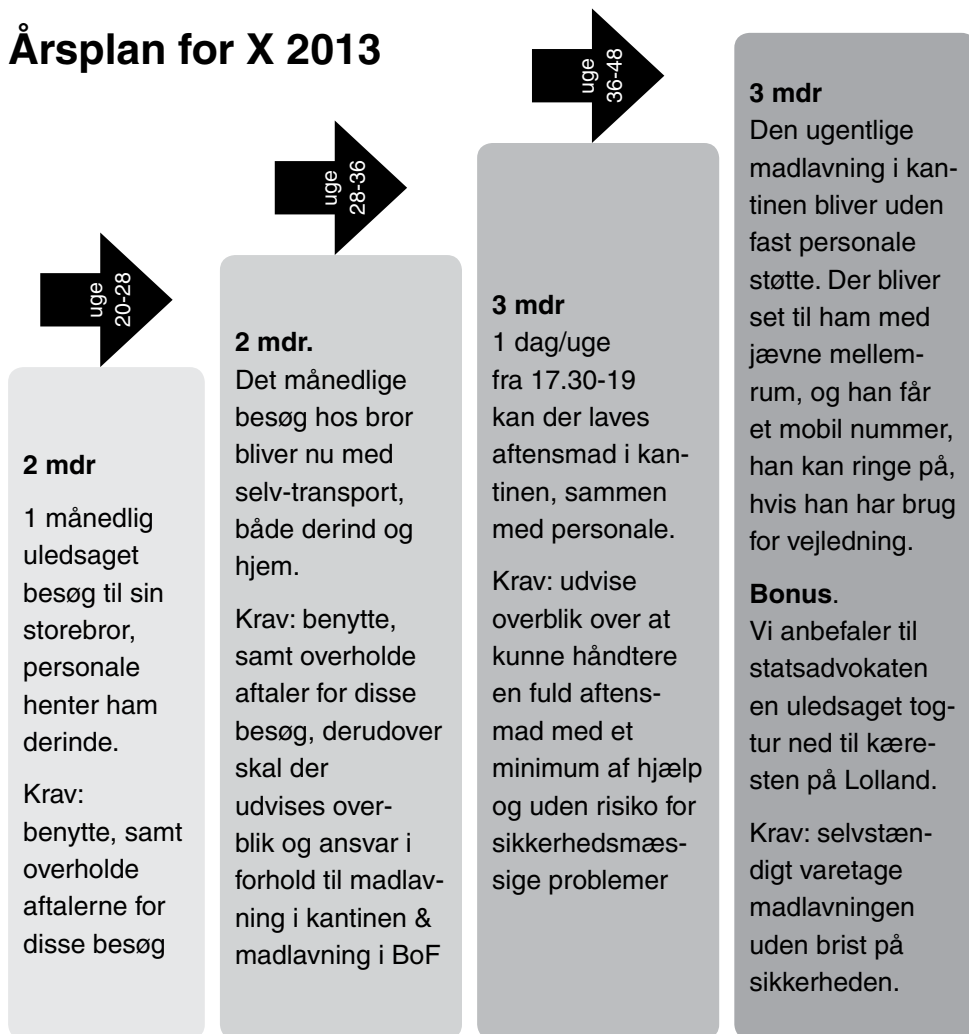 Årsplan for X 2013
uge
20-28
2 mdr
1 månedlig
uledsaget
besøg til sin
storebror,
personale
henter ham
derinde.
Krav:
benytte, samt
overholde
aftalerne for
disse besøg
uge
28-36
2 mdr.
Det månedlige
besøg hos bror
bliver nu med
selv-transport,
både derind og
hjem.
Krav: benytte,
samt overholde
aftaler for disse
besøg, derudover
skal der
udvises over-
blik og ansvar i
forhold til madlav-
ning i kantinen &
madlavning i BoF
uge
36-48
3 mdr
1 dag/uge
fra 17.30-19
kan der laves
aftensmad i kan-
tinen, sammen
med personale.
Krav: udvise
overblik over at
kunne håndtere
en fuld aftens-
mad med et
minimum af hjælp
og uden risiko for
sikkerhedsmæs-
sige problemer
3 mdr
Den ugentlige
madlavning i kan-
tinen bliver uden
fast personale
støtte. Der bliver
set til ham med
jævne mellem-
rum, og han får
et mobil nummer,
han kan ringe på,
hvis han har brug
for vejledning.
Bonus.
Vi anbefaler til
statsadvokaten
en uledsaget tog-
tur ned til kære-
sten på Lolland.
Krav: selvstæn-
digt varetage
madlavningen
uden brist på
sikkerheden.